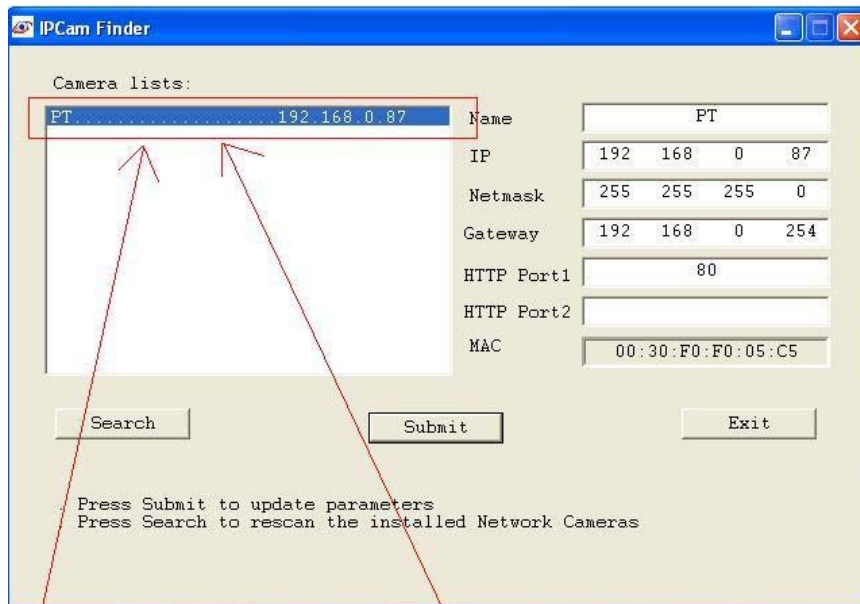 IPCam Finder
Camera lists:
PT...................192.168.0.87
Name PT
IP 192 168 0 87
Netmask 255 255 255 0
Gateway 192 168 0 254
HTTP Port1 80
HTTP Port2
MAC 00:30:F0:F0:05:C5
Search Submit Exit
Press Submit to update parameters
Press Search to rescan the installed Network Cameras